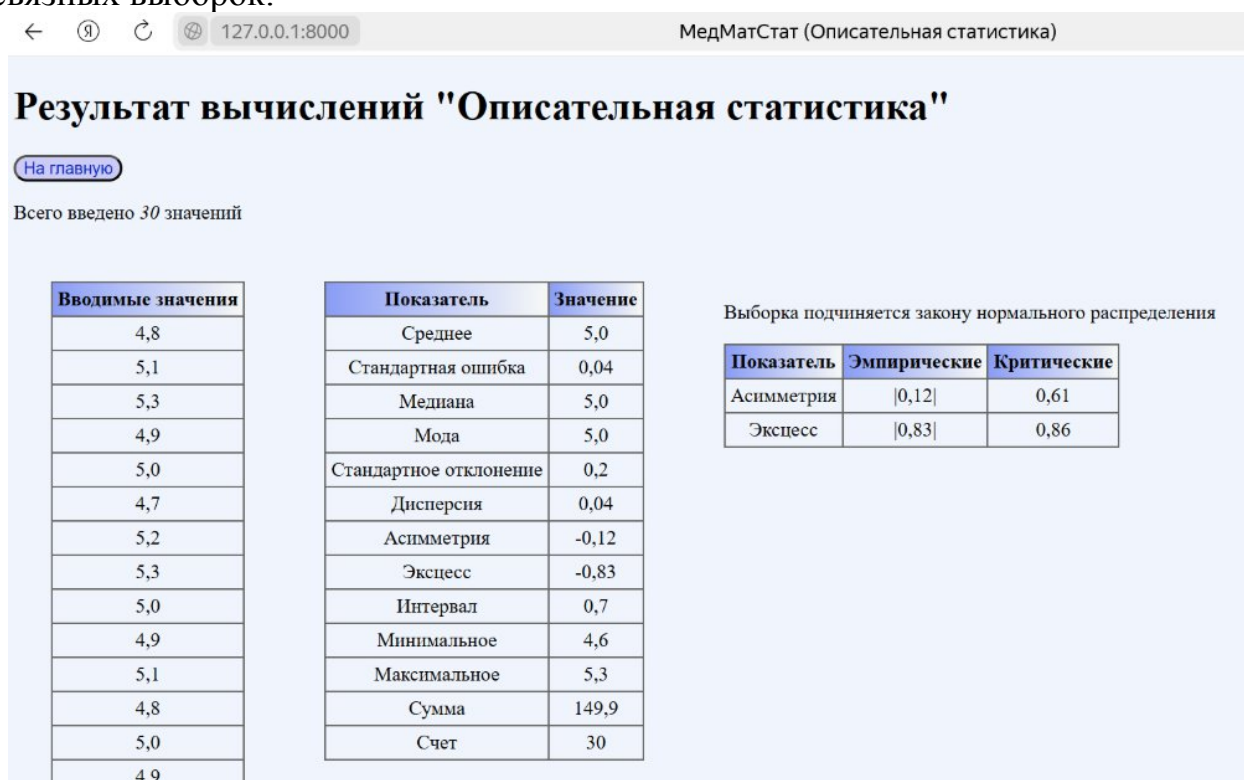 связных выборок.
127.0.0.1:8000 МедМатСтат (Описательная статистика)
Результат вычислений "Описательная статистика"
На главную
Всего введено 30 значений
Вводимые значения
4,8
5,1
5,3
4,9
5,0
4,7
5,2
5,3
5,0
4,9
5,1
4,8
5,0
4,9
Показатель Значение
Среднее 5,0
Стандартная ошибка 0,04
Медиана 5,0
Мода 5,0
Стандартное отклонение 0,2
Дисперсия 0,04
Асимметрия -0,12
Эксцесс -0,83
Интервал 0,7
Минимальное 4,6
Максимальное 5,3
Сумма 149,9
Счет 30
Выборка подчиняется закону нормального распределения
Показатель Эмпирические Критические
Асимметрия |0,12| 0,61
Эксцесс |0,83| 0,86